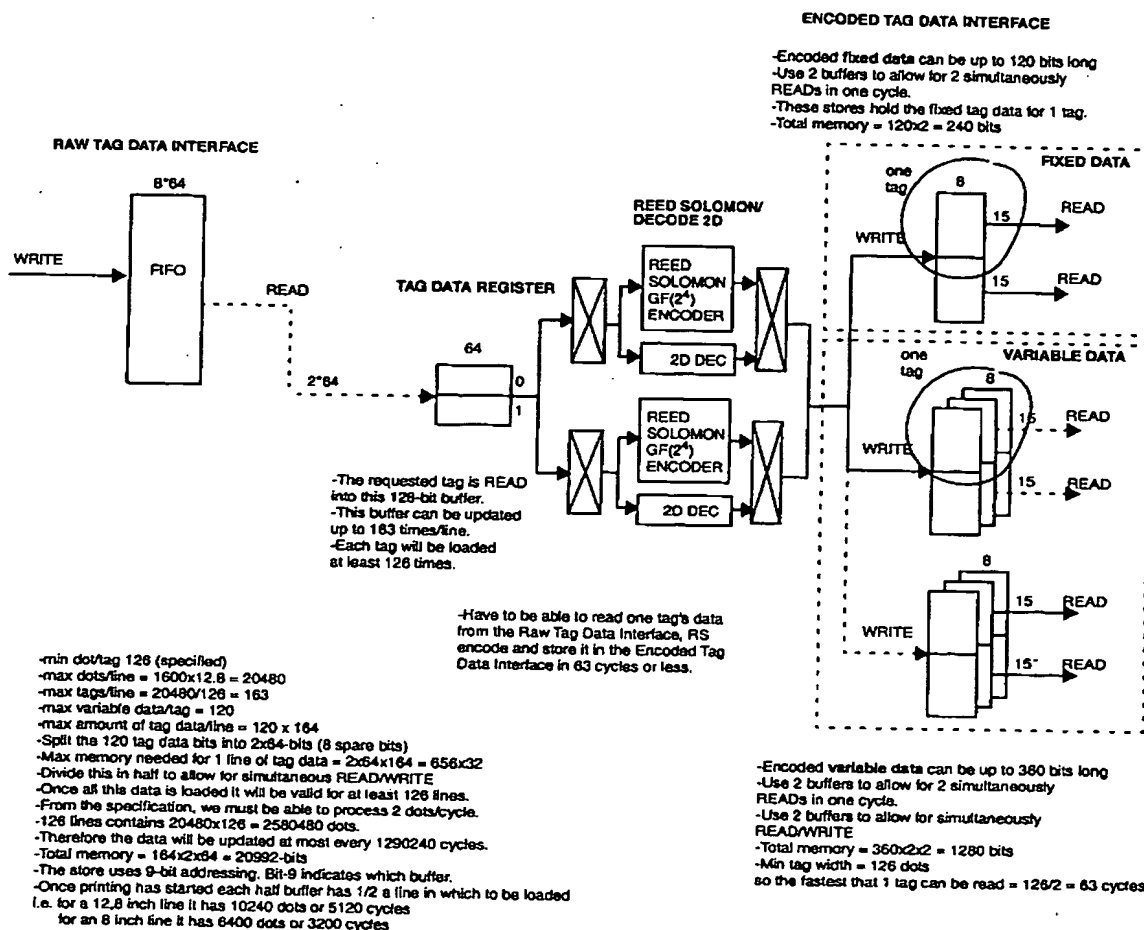 ENCODED TAG DATA INTERFACE
-Encoded fixed data can be up to 120 bits long
-Use 2 buffers to allow for 2 simultaneously
READs in one cycle.
-These stores hold the fixed tag data for 1 tag.
-Total memory = 120x2 = 240 bits
RAW TAG DATA INTERFACE
8*64
WRITE
FIFO
READ
2*64
TAG DATA REGISTER
64
0
1
REED SOLOMON/
DECODE 2D
REED
SOLOMON
GF(2⁴)
ENCODER
2D DEC
REED
SOLOMON
GF(2⁴)
ENCODER
2D DEC
FIXED DATA
one
tag
8
15
READ
WRITE
15
READ
VARIABLE DATA
one
tag
8
15
READ
WRITE
15
READ
8
15
READ
WRITE
15
READ
-The requested tag is READ
into this 128-bit buffer.
-This buffer can be updated
up to 163 times/line.
-Each tag will be loaded
at least 126 times.
-Have to be able to read one tag's data
from the Raw Tag Data Interface, RS
encode and store it in the Encoded Tag
Data Interface in 63 cycles or less.
-min dot/tag 126 (specified)
-max dots/line = 1600x12.8 = 20480
-max tags/line = 20480/126 = 163
-max variable data/tag = 120
-max amount of tag data/line = 120 x 164
-Split the 120 tag data bits into 2x64-bits (8 spare bits)
-Max memory needed for 1 line of tag data = 2x64x164 = 656x32
-Divide this in half to allow for simultaneous READ/WRITE
-Once all this data is loaded it will be valid for at least 126 lines.
-From the specification, we must be able to process 2 dots/cycle.
-126 lines contains 20480x126 = 2580480 dots.
-Therefore the data will be updated at most every 1290240 cycles.
-Total memory = 164x2x64 = 20992-bits
-The store uses 9-bit addressing. Bit-9 indicates which buffer.
-Once printing has started each half buffer has 1/2 a line in which to be loaded
i.e. for a 12,8 inch line it has 10240 dots or 5120 cycles
for an 8 inch line it has 6400 dots or 3200 cycles
-Encoded variable data can be up to 360 bits long
-Use 2 buffers to allow for 2 simultaneously
READs in one cycle.
-Use 2 buffers to allow for simultaneous
READ/WRITE
-Total memory = 360x2x2 = 1280 bits
-Min tag width = 126 dots
so the fastest that 1 tag can be read = 126/2 = 63 cycles